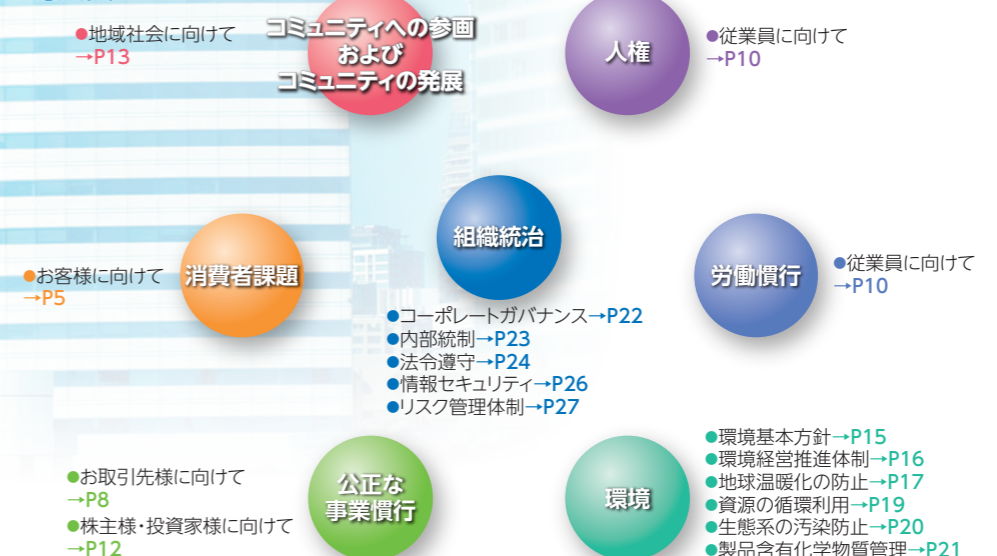 ●地域社会に向けて
→P13
コミュニティへの参画
および
コミュニティの発展
人権
●従業員に向けて
→P10
●お客様に向けて
→P5
消費者課題
組織統治
●コーポレートガバナンス→P22
●内部統制→P23
●法令遵守→P24
●情報セキュリティ→P26
●リスク管理体制→P27
労働慣行
●従業員に向けて
→P10
●お取引先様に向けて
→P8
●株主様・投資家様に向けて
→P12
公正な
事業慣行
環境
●環境基本方針→P15
●環境経営推進体制→P16
●地球温暖化の防止→P17
●資源の循環利用→P19
●生態系の汚染防止→P20
●製品含有化学物質管理→P21